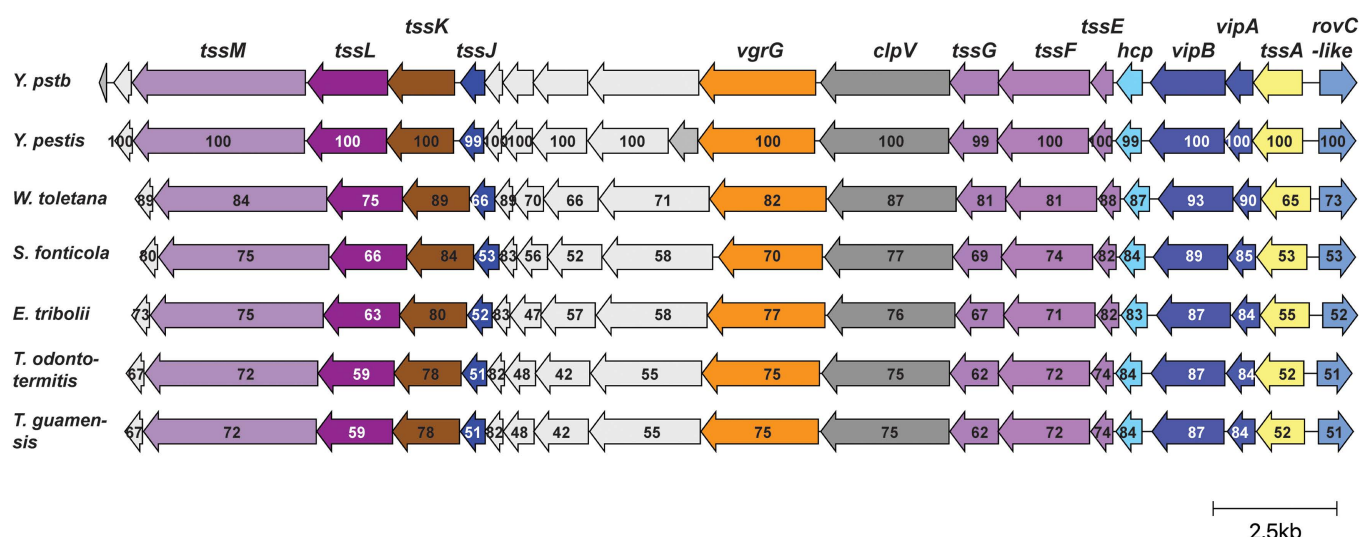 tssK tssE vipA rovC
tssM tssL tssJ vgrG clpV tssG tssF hcp vipB tssA -like
Y. pstb
Y. pestis 100 100 100 100 99 100 100 100 100 100 100 99 100 100 99 100 100 100 100
W. toletana 89 84 75 89 66 89 70 66 71 82 87 81 81 88 87 93 90 65 73
S. fonticola 80 75 66 84 53 83 56 52 58 70 77 69 74 82 84 89 85 53 53
E. tribolii 73 75 63 80 52 83 47 57 58 77 76 67 71 82 83 87 84 55 52
T. odonto-
termitis 67 72 59 78 51 82 48 42 55 75 75 62 72 74 84 87 84 52 51
T. guamen-
sis 67 72 59 78 51 82 48 42 55 75 75 62 72 74 84 87 84 52 51
2.5kb